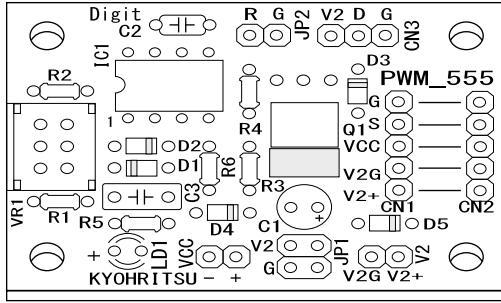 Digit
C2
R G
JP2
V2 D G
CN3
IC1
D3
R2
PWM_555
R4
Q1
1
G
S
VCC
V2G
V2+
D2
D1
R6
R3
C3
VR1
R1
R5
D4
C1
+
CN1
CN2
D5
V2
G
JP1
V2
+
LD1
VCC
KYOHRITSU
- +
V2G V2+